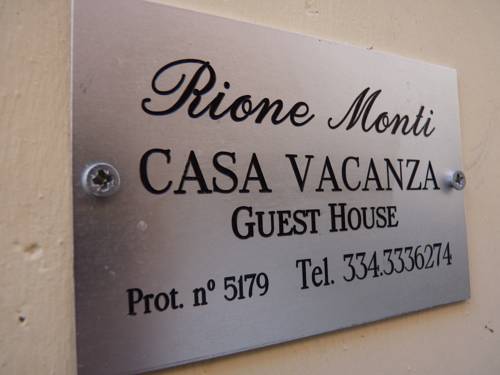 Rione Monti
CASA VACANZA
GUEST HOUSE
Prot. nº 5179 Tel. 334.3336274